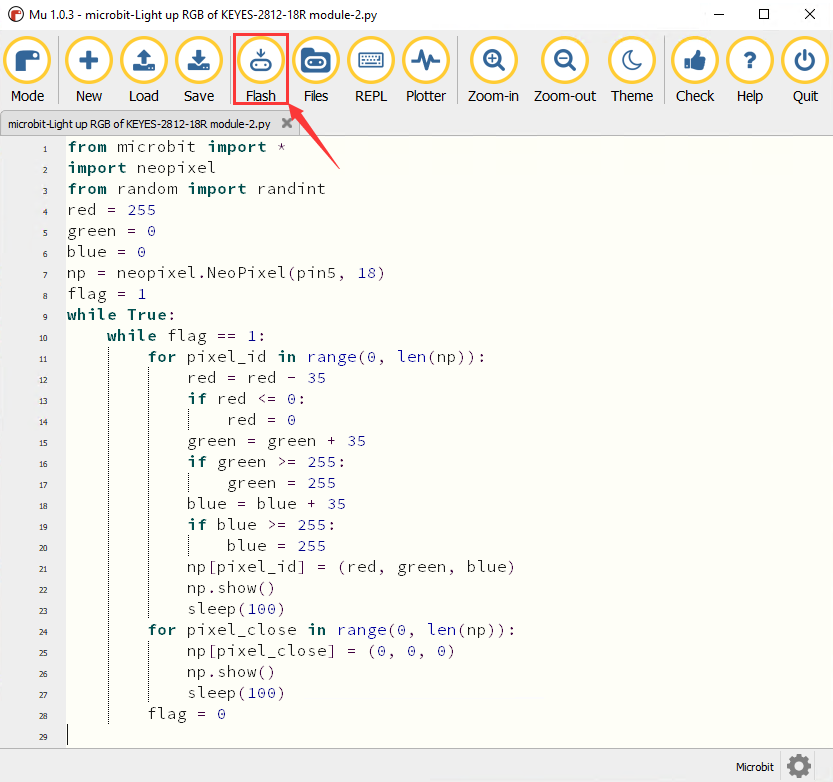 Mu 1.0.3 - microbit-Light up RGB of KEYES-2812-18R module-2.py
Mode New Load Save Flash Files REPL Plotter Zoom-in Zoom-out Theme Check Help Quit
microbit-Light up RGB of KEYES-2812-18R module-2.py
1 from microbit import *
2 import neopixel
3 from random import randint
4 red = 255
5 green = 0
6 blue = 0
7 np = neopixel.NeoPixel(pin5, 18)
8 flag = 1
9 while True:
10     while flag == 1:
11         for pixel_id in range(0, len(np)):
12             red = red - 35
13             if red <= 0:
14                 red = 0
15             green = green + 35
16             if green >= 255:
17                 green = 255
18             blue = blue + 35
19             if blue >= 255:
20                 blue = 255
21             np[pixel_id] = (red, green, blue)
22             np.show()
23             sleep(100)
24         for pixel_close in range(0, len(np)):
25             np[pixel_close] = (0, 0, 0)
26             np.show()
27             sleep(100)
28         flag = 0
29
Microbit